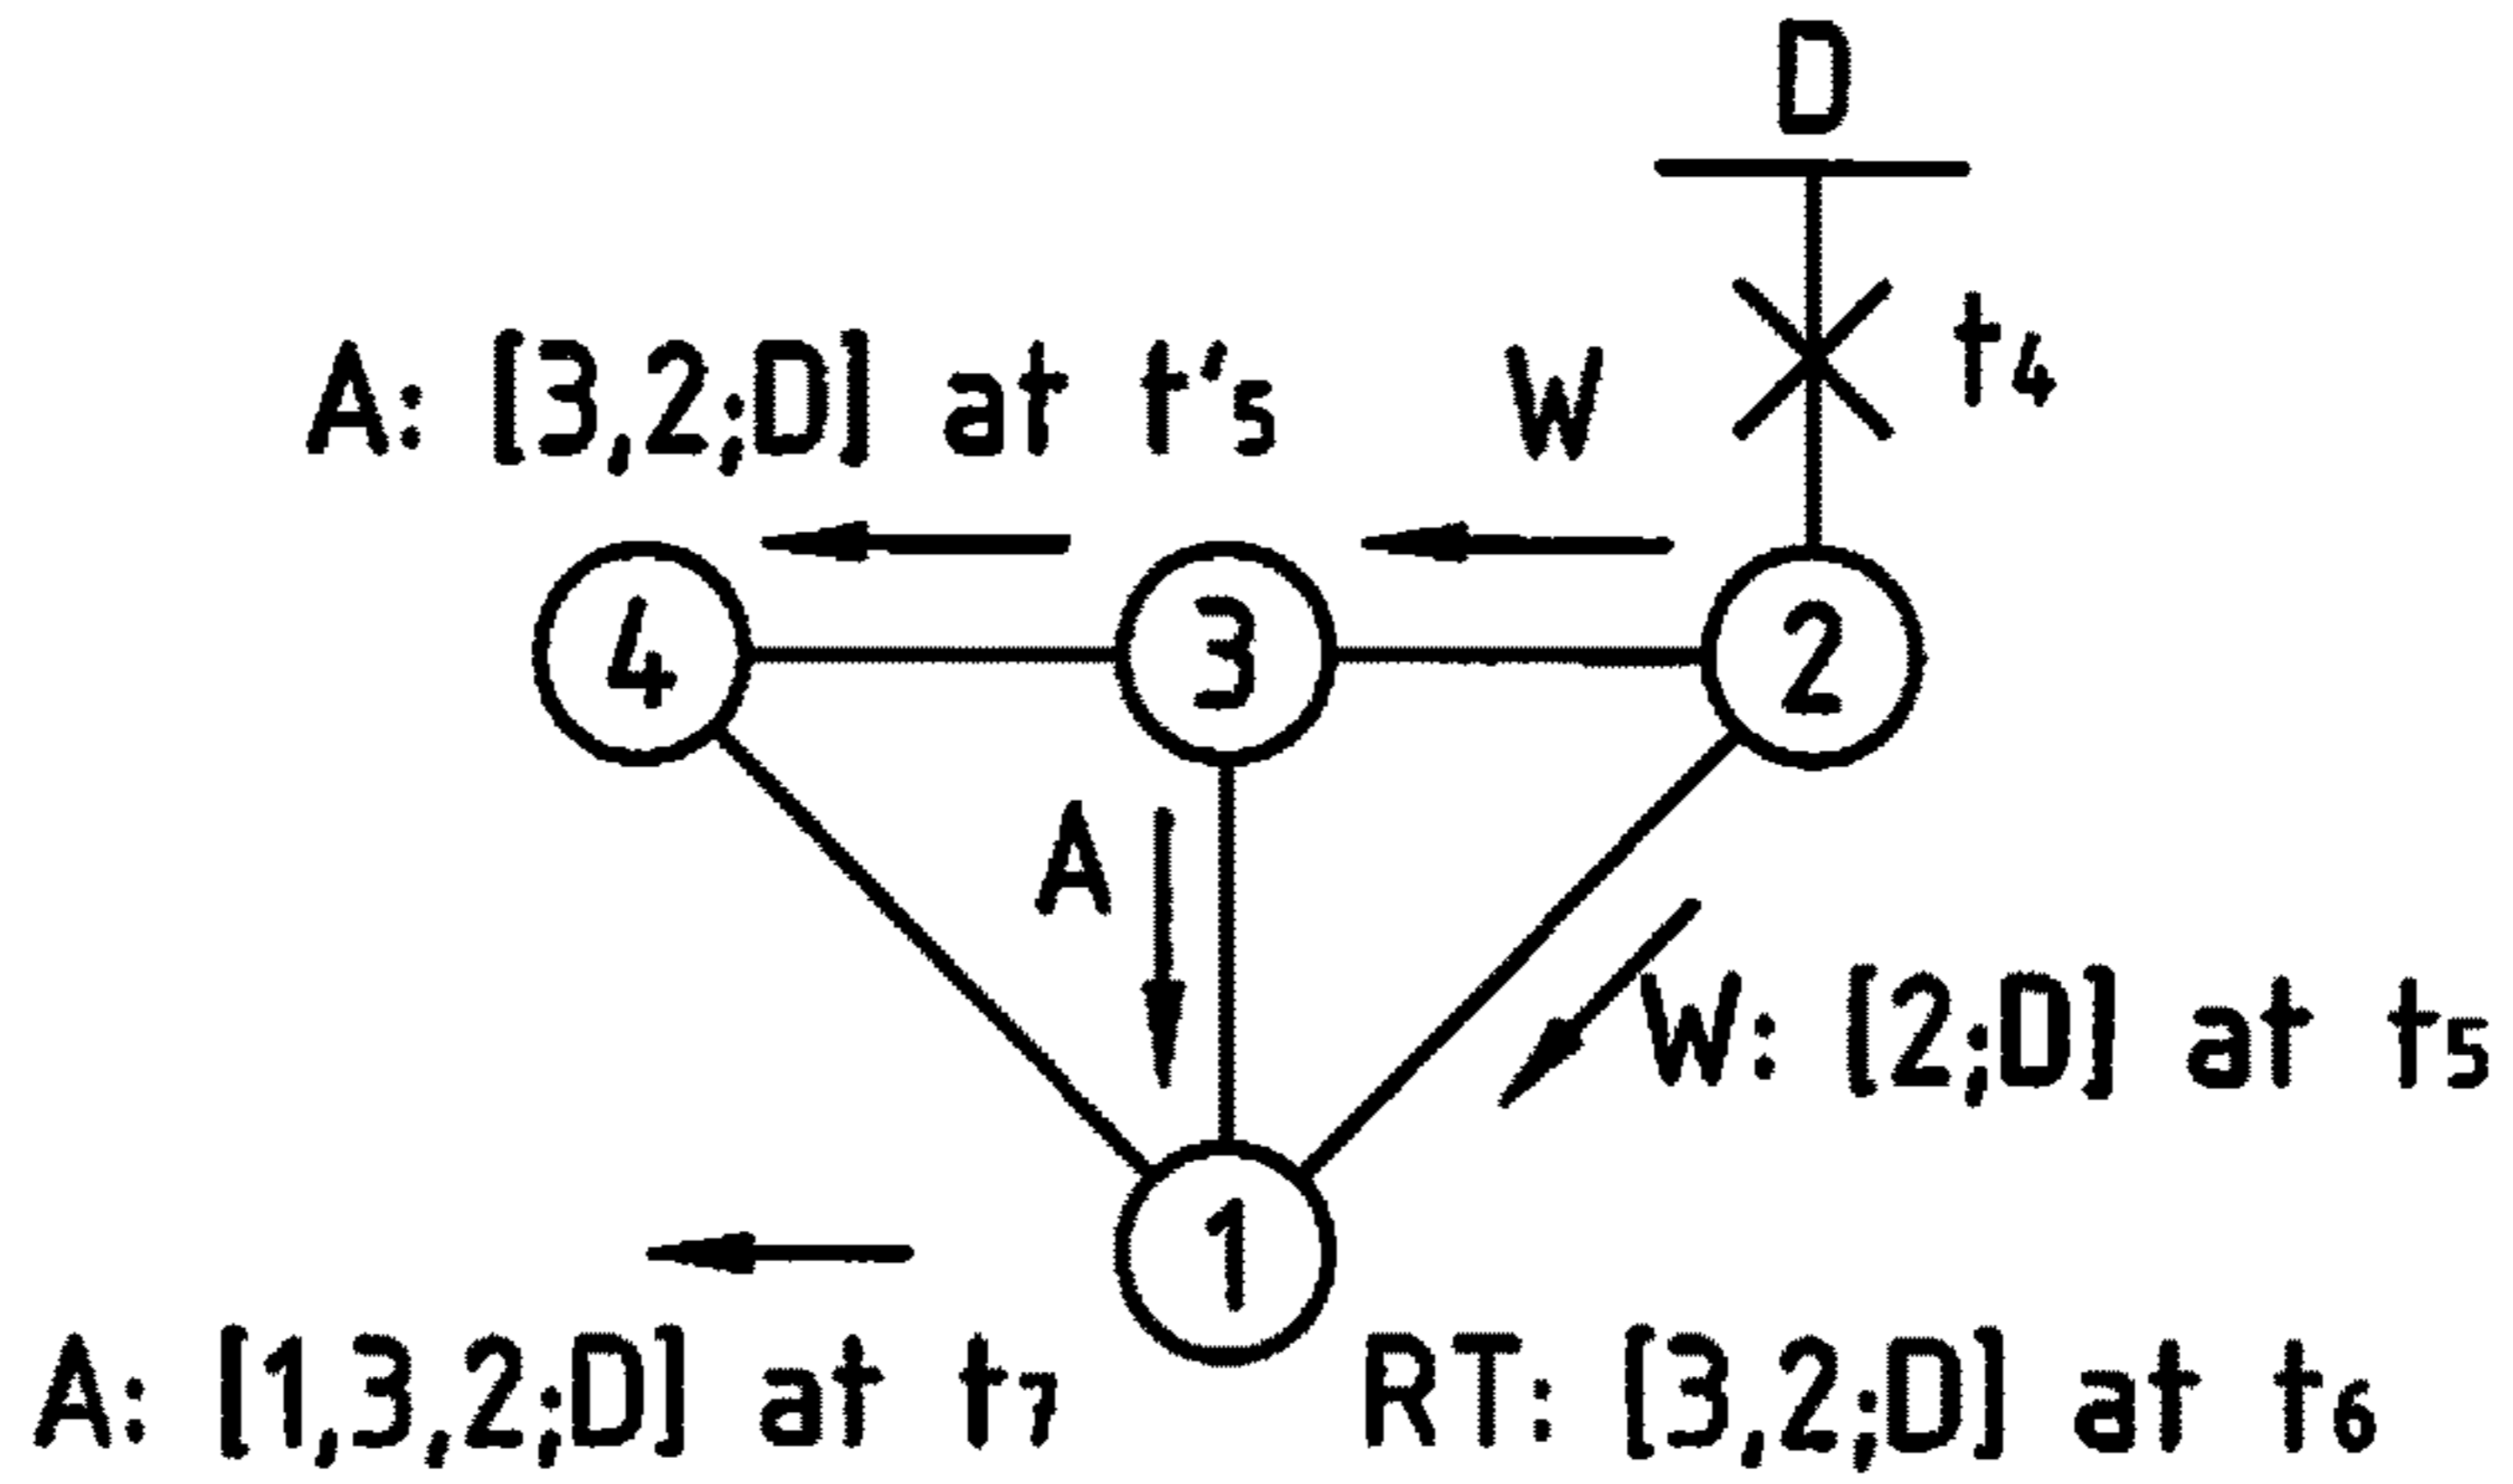 D
t4
A: [3,2;D] at t'5 W
4 3 2
A
W: [2;D] at t5
1
A: [1,3,2;D] at t7
RT: [3,2;D] at t6